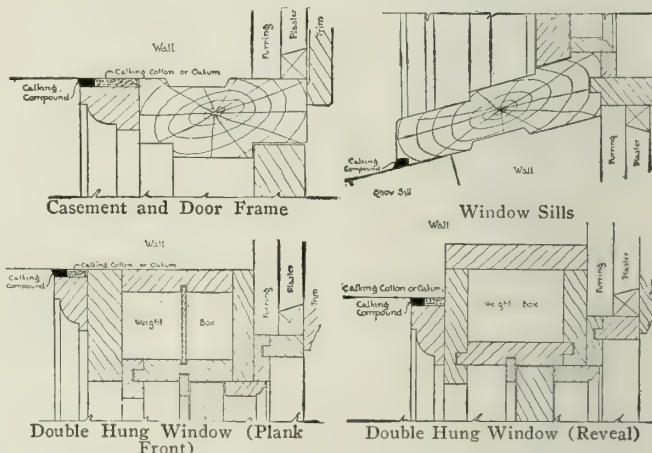 Wall
Calking Cotton or Oakum
Calking
Compound
Furring
Plaster
Trim
Casement and Door Frame
Calking
Compound
Wall
Furring
Plaster
Window Sills
Wall
Calking Cotton or Oakum
Calking
Compound
Weight Box
Furring
Plaster
Trim
Double Hung Window (Plank
Front)
Wall
Calking Cotton or Oakum
Calking
Compound
Weight Box
Furring
Plaster
Trim
Double Hung Window (Reveal)